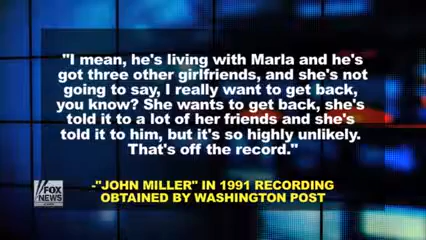 "I mean, he's living with Marla and he's
got three other girlfriends, and she's not
going to say, I really want to get back,
you know? She wants to get back, she's
told it to a lot of her friends and she's
told it to him, but it's so highly unlikely.
That's off the record."
-"JOHN MILLER" IN 1991 RECORDING
OBTAINED BY WASHINGTON POST
FOX
NEWS